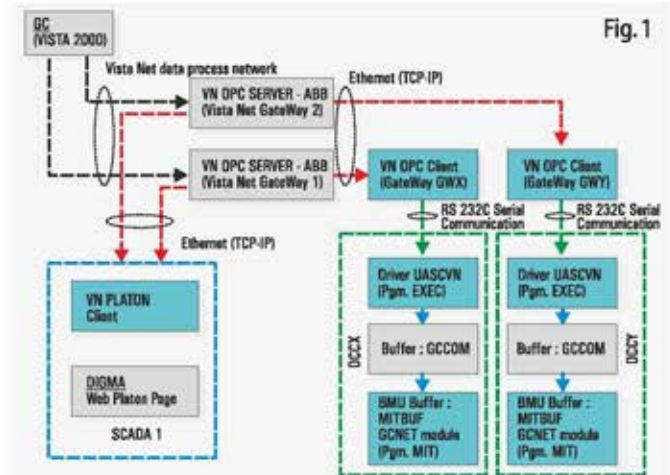 Fig. 1
GC
(VISTA 2000)
Vista Net data process network
VN OPC SERVER - ABB
(Vista Net GateWay 2)
Ethernet (TCP-IP)
VN OPC SERVER - ABB
(Vista Net GateWay 1)
VN OPC Client
(GateWay GWX)
VN OPC Client
(GateWay GWY)
RS 232C Serial
Communication
RS 232C Serial
Communication
Ethernet (TCP-IP)
VN PLATON
Client
DIGMA
Web Platon Page
SCADA 1
DCCX
Driver UASCVN
(Pgm. EXEC)
Buffer : GCCOM
BMU Buffer :
MITBUF
GCNET module
(Pgm. MIT)
DCCY
Driver UASCVN
(Pgm. EXEC)
Buffer : GCCOM
BMU Buffer :
MITBUF
GCNET module
(Pgm. MIT)